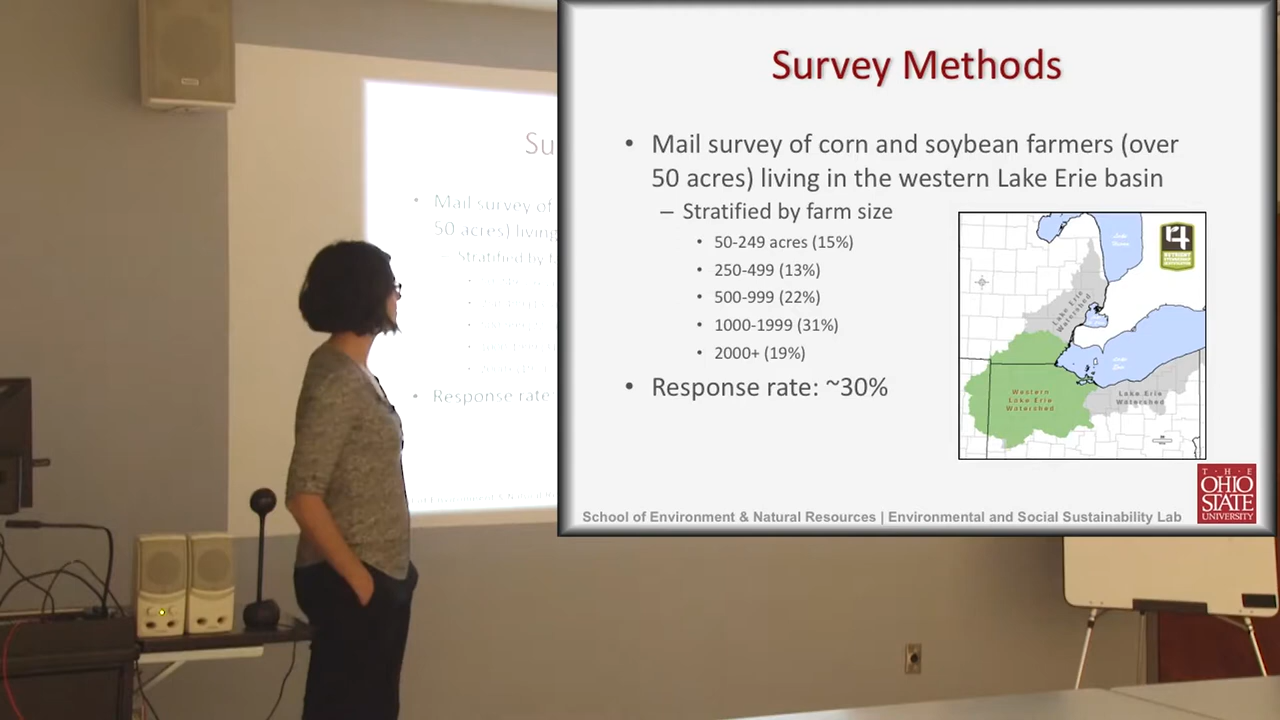 Survey Methods
• Mail survey of corn and soybean farmers (over
50 acres) living in the western Lake Erie basin
– Stratified by farm size
• 50-249 acres (15%)
• 250-499 (13%)
• 500-999 (22%)
• 1000-1999 (31%)
• 2000+ (19%)
• Response rate: ~30%
Lake Erie
Watershed
Western
Lake Erie
Watershed
Lake Erie
Watershed
School of Environment & Natural Resources | Environmental and Social Sustainability Lab
T · H · E
OHIO
STATE
UNIVERSITY
Su
• Mail survey of
50 acres) living
– Stratified by f
• Response rate